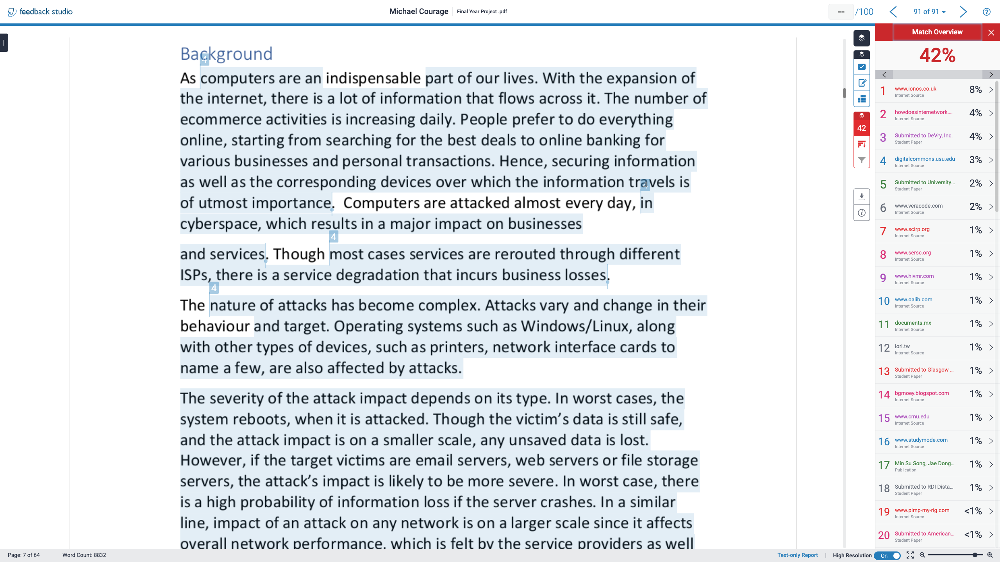 feedback studio
Michael Courage
Final Year Project .pdf
-- /100
91 of 91
Background
4
As computers are an indispensable part of our lives. With the expansion of
the internet, there is a lot of information that flows across it. The number of
ecommerce activities is increasing daily. People prefer to do everything
online, starting from searching for the best deals to online banking for
various businesses and personal transactions. Hence, securing information
as well as the corresponding devices over which the information travels is
4
of utmost importance.  Computers are attacked almost every day, in
cyberspace, which results in a major impact on businesses
4
and services. Though most cases services are rerouted through different
ISPs, there is a service degradation that incurs business losses.
4
The nature of attacks has become complex. Attacks vary and change in their
behaviour and target. Operating systems such as Windows/Linux, along
with other types of devices, such as printers, network interface cards to
name a few, are also affected by attacks.
The severity of the attack impact depends on its type. In worst cases, the
system reboots, when it is attacked. Though the victim’s data is still safe,
and the attack impact is on a smaller scale, any unsaved data is lost.
However, if the target victims are email servers, web servers or file storage
servers, the attack’s impact is likely to be more severe. In worst case, there
is a high probability of information loss if the server crashes. In a similar
line, impact of an attack on any network is on a larger scale since it affects
overall network performance, which is felt by the service providers as well
42
Match Overview
42%
1 www.ionos.co.uk 8%
Internet Source
2 howdoesinternetwork.... 4%
Internet Source
3 Submitted to DeVry, Inc. 4%
Student Paper
4 digitalcommons.usu.edu 3%
Internet Source
5 Submitted to University... 2%
Student Paper
6 www.veracode.com 2%
Internet Source
7 www.scirp.org 1%
Internet Source
8 www.sersc.org 1%
Internet Source
9 www.hivmr.com 1%
Internet Source
10 www.oalib.com 1%
Internet Source
11 documents.mx 1%
Internet Source
12 iori.tw 1%
Internet Source
13 Submitted to Glasgow ... 1%
Student Paper
14 bgmoey.blogspot.com 1%
Internet Source
15 www.cmu.edu 1%
Internet Source
16 www.studymode.com 1%
Internet Source
17 Min Su Song, Jae Dong... 1%
Publication
18 Submitted to RDI Dista... 1%
Student Paper
19 www.pimp-my-rig.com <1%
Internet Source
20 Submitted to American... <1%
Student Paper
Page: 7 of 64
Word Count: 8832
Text-only Report
High Resolution
On